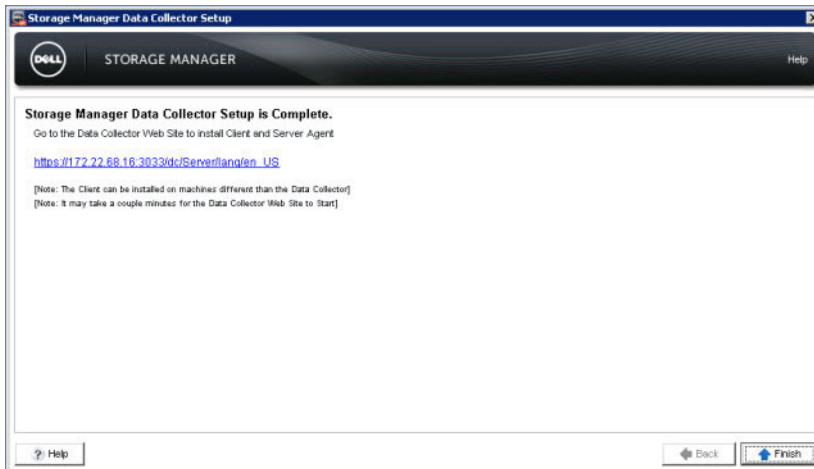 Storage Manager Data Collector Setup
DELL
STORAGE MANAGER
Help
Storage Manager Data Collector Setup is Complete.
Go to the Data Collector Web Site to install Client and Server Agent
https://172.22.68.16:3033/dc/Server/lang/en_US
[Note: The Client can be installed on machines different than the Data Collector]
[Note: It may take a couple minutes for the Data Collector Web Site to Start]
? Help
Back
Finish